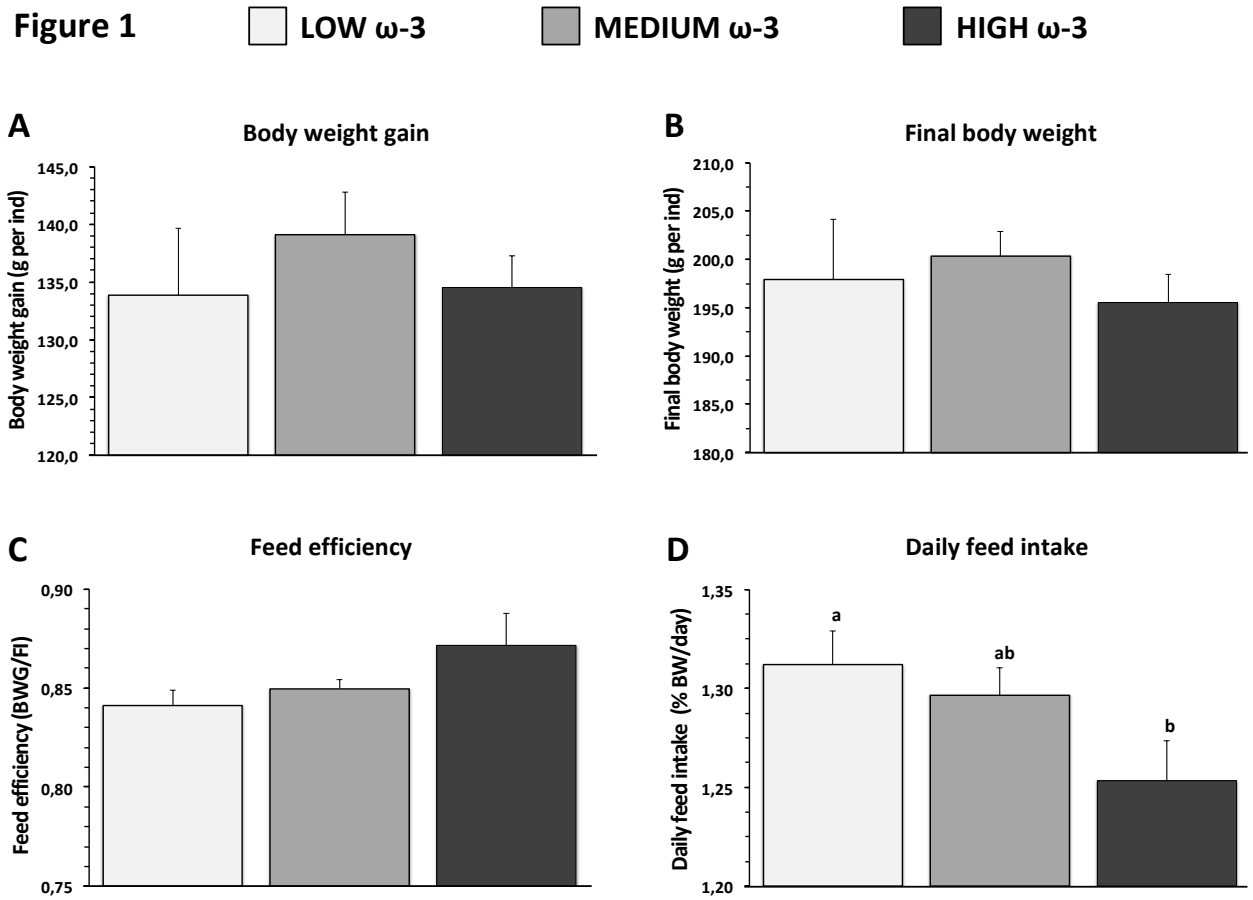 Figure 1
LOW ω-3
MEDIUM ω-3
HIGH ω-3
A
Body weight gain
Body weight gain (g per ind)
145,0
140,0
135,0
130,0
125,0
120,0
B
Final body weight
Final body weight (g per ind)
210,0
205,0
200,0
195,0
190,0
185,0
180,0
C
Feed efficiency
Feed efficiency (BWG/FI)
0,90
0,85
0,80
0,75
D
Daily feed intake
Daily feed intake (% BW/day)
1,35
1,30
1,25
1,20
a
ab
b